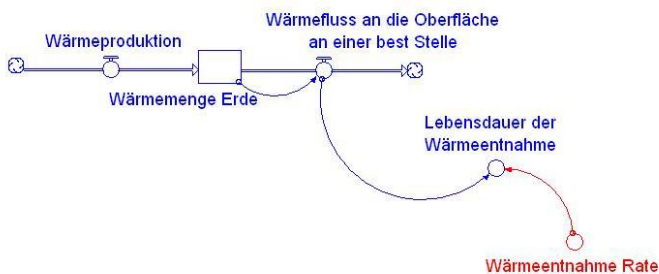 Wärmeproduktion
Wärmefluss an die Oberfläche
an einer best Stelle
Wärmemenge Erde
Lebensdauer der
Wärmeentnahme
Wärmeentnahme Rate